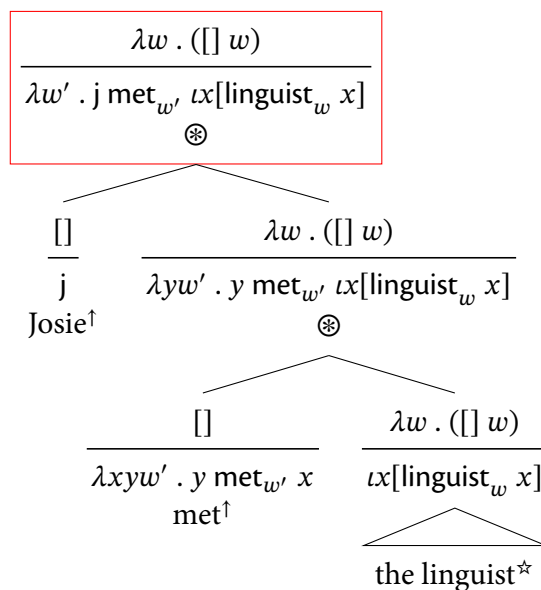 λw . ([] w)
λw′ . j met_w′ ιx[linguist_w x]
⊛
[]
j
Josie↑
λw . ([] w)
λyw′ . y met_w′ ιx[linguist_w x]
⊛
[]
λxyw′ . y met_w′ x
met↑
λw . ([] w)
ιx[linguist_w x]
the linguist☆